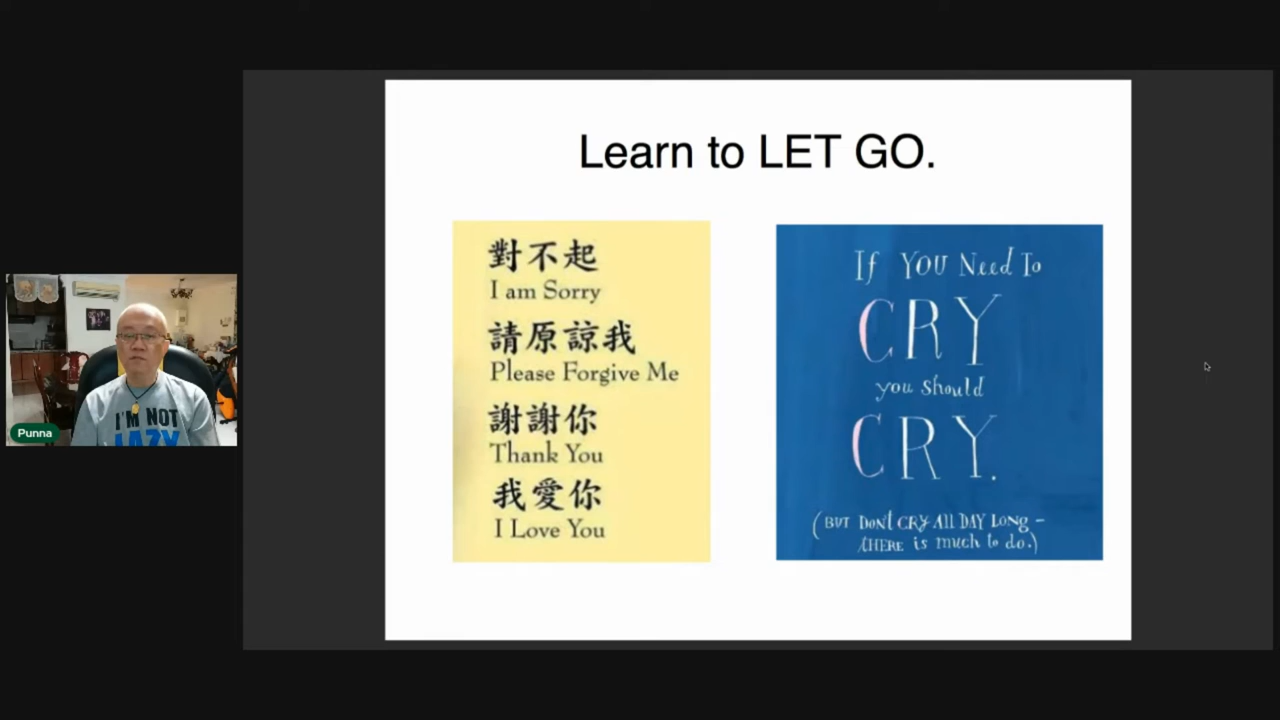 Learn to LET GO.
對不起
I am Sorry
請原諒我
Please Forgive Me
謝謝你
Thank You
我愛你
I Love You
If YOU Need To
CRY
you should
CRY.
(BUT DON'T CRY All DAY LONG –
tHERE is much to do.)
I'M NOT
LAZY
Punna